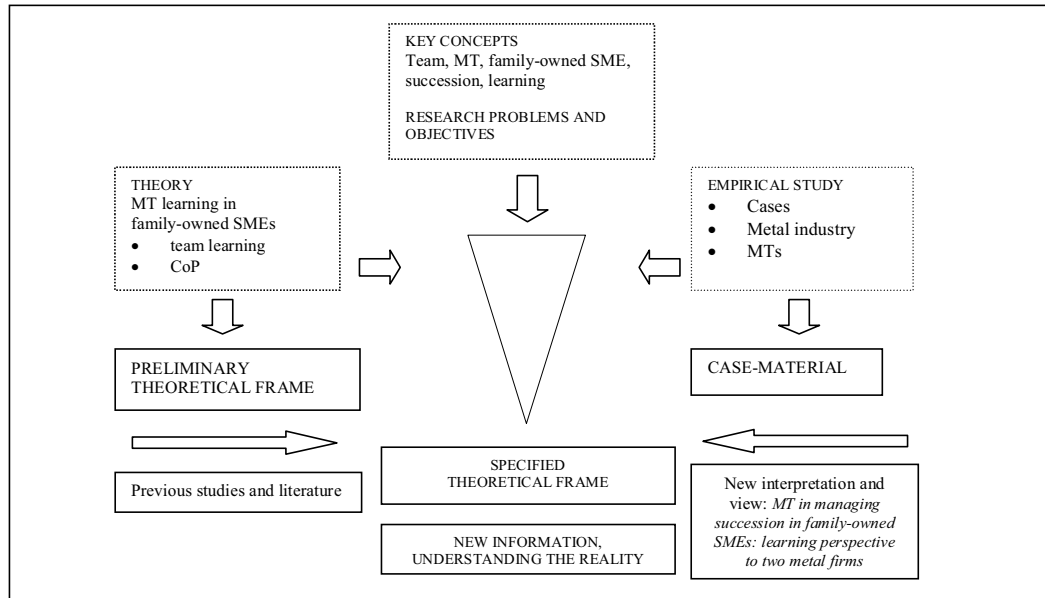 KEY CONCEPTS
Team, MT, family-owned SME,
succession, learning
RESEARCH PROBLEMS AND
OBJECTIVES
THEORY
MT learning in
family-owned SMEs
• team learning
• CoP
EMPIRICAL STUDY
• Cases
• Metal industry
• MTs
PRELIMINARY
THEORETICAL FRAME
CASE-MATERIAL
Previous studies and literature
SPECIFIED
THEORETICAL FRAME
NEW INFORMATION,
UNDERSTANDING THE REALITY
New interpretation and
view: MT in managing
succession in family-owned
SMEs: learning perspective
to two metal firms